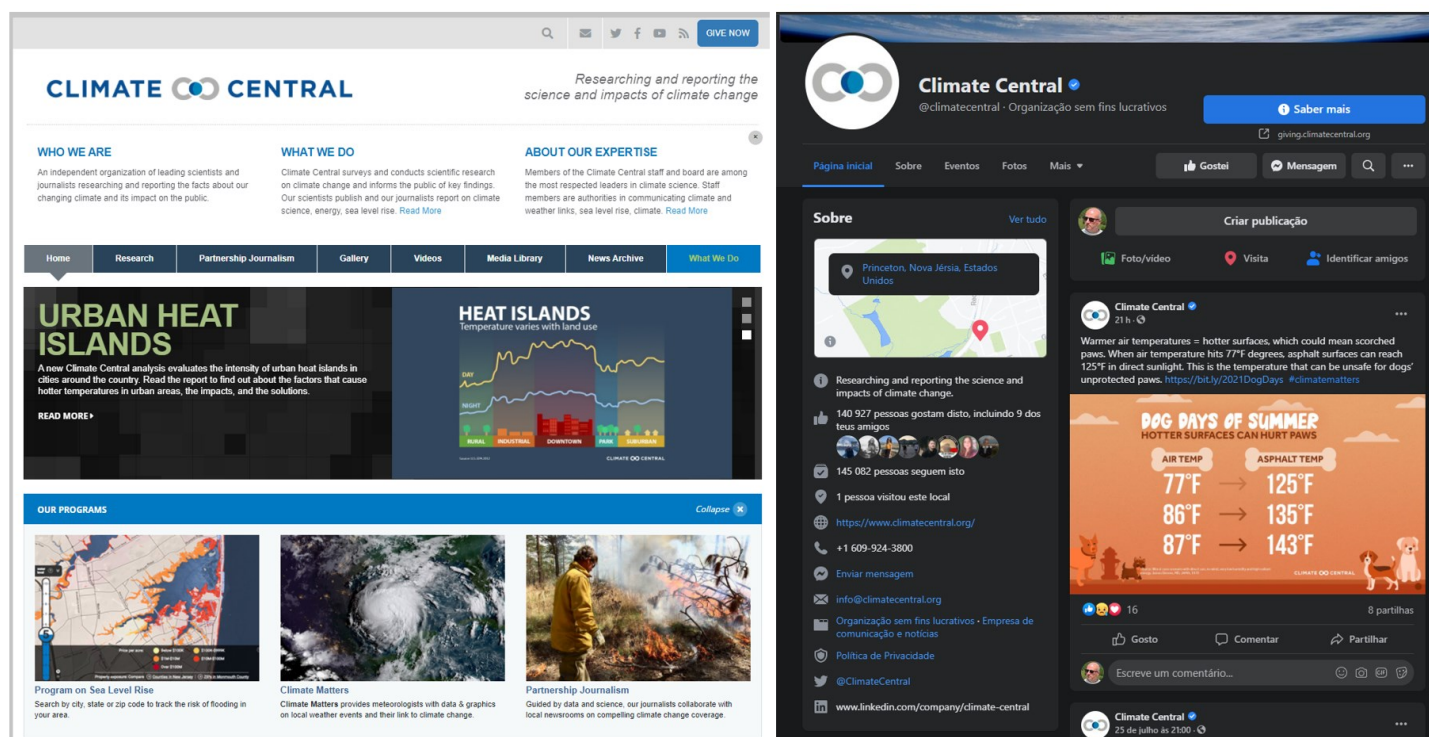 GIVE NOW
CLIMATE CENTRAL
Researching and reporting the
science and impacts of climate change
WHO WE ARE
An independent organization of leading scientists and
journalists researching and reporting the facts about our
changing climate and its impact on the public.
WHAT WE DO
Climate Central surveys and conducts scientific research
on climate change and informs the public of key findings.
Our scientists publish and our journalists report on climate
science, energy, sea level rise. Read More
ABOUT OUR EXPERTISE
Members of the Climate Central staff and board are among
the most respected leaders in climate science. Staff
members are authorities in communicating climate and
weather links, sea level rise, climate. Read More
Home Research Partnership Journalism Gallery Videos Media Library News Archive What We Do
URBAN HEAT
ISLANDS
A new Climate Central analysis evaluates the intensity of urban heat islands in
cities around the country. Read the report to find out about the factors that cause
hotter temperatures in urban areas, the impacts, and the solutions.
READ MORE
HEAT ISLANDS
Temperature varies with land use
DAY
NIGHT
RURAL INDUSTRIAL DOWNTOWN PARK SUBURBAN
CLIMATE CENTRAL
OUR PROGRAMS
Collapse
Program on Sea Level Rise
Search by city, state or zip code to track the risk of flooding in
your area.
Climate Matters
Climate Matters provides meteorologists with data & graphics
on local weather events and their link to climate change.
Partnership Journalism
Guided by data and science, our journalists collaborate with
local newsrooms on compelling climate change coverage.
Climate Central
@climatecentral · Organização sem fins lucrativos
Saber mais
giving.climatecentral.org
Página inicial Sobre Eventos Fotos Mais
Gostei Mensagem
Sobre
Ver tudo
Princeton, Nova Jérsia, Estados
Unidos
Researching and reporting the science and
impacts of climate change.
140 927 pessoas gostam disto, incluindo 9 dos
teus amigos
145 082 pessoas seguem isto
1 pessoa visitou este local
https://www.climatecentral.org/
+1 609-924-3800
Enviar mensagem
info@climatecentral.org
Organização sem fins lucrativos · Empresa de
comunicação e notícias
Política de Privacidade
@ClimateCentral
www.linkedin.com/company/climate-central
Criar publicação
Foto/vídeo Visita Identificar amigos
Climate Central
21 h ·
Warmer air temperatures = hotter surfaces, which could mean scorched
paws. When air temperature hits 77°F degrees, asphalt surfaces can reach
125°F in direct sunlight. This is the temperature that can be unsafe for dogs'
unprotected paws. https://bit.ly/2021DogDays #climatematters
DOG DAYS OF SUMMER
HOTTER SURFACES CAN HURT PAWS
AIR TEMP ASPHALT TEMP
77°F → 125°F
86°F → 135°F
87°F → 143°F
CLIMATE CENTRAL
16
8 partilhas
Gosto Comentar Partilhar
Escreve um comentário...
Climate Central
25 de julho às 21:00 ·